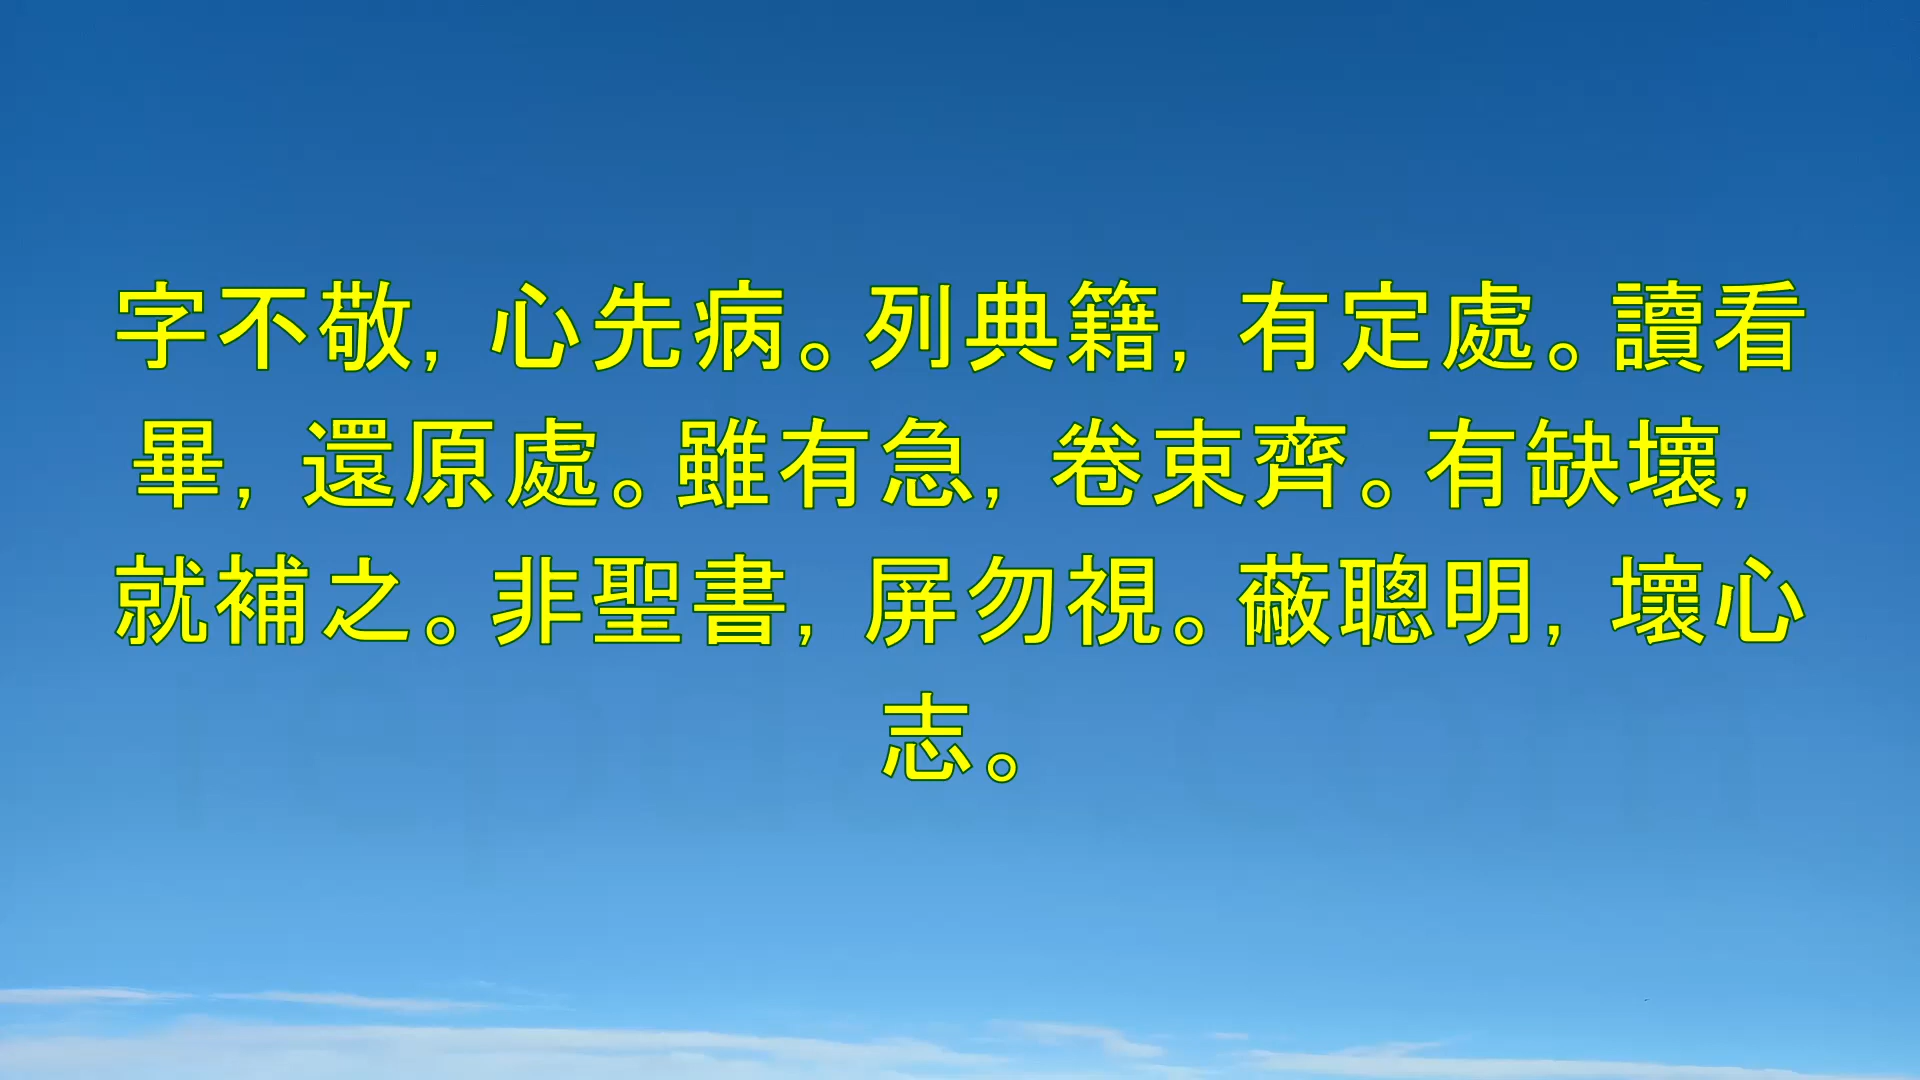 字不敬，心先病。列典籍，有定處。讀看
畢，還原處。雖有急，卷束齊。有缺壞，
就補之。非聖書，屏勿視。蔽聰明，壞心
志。